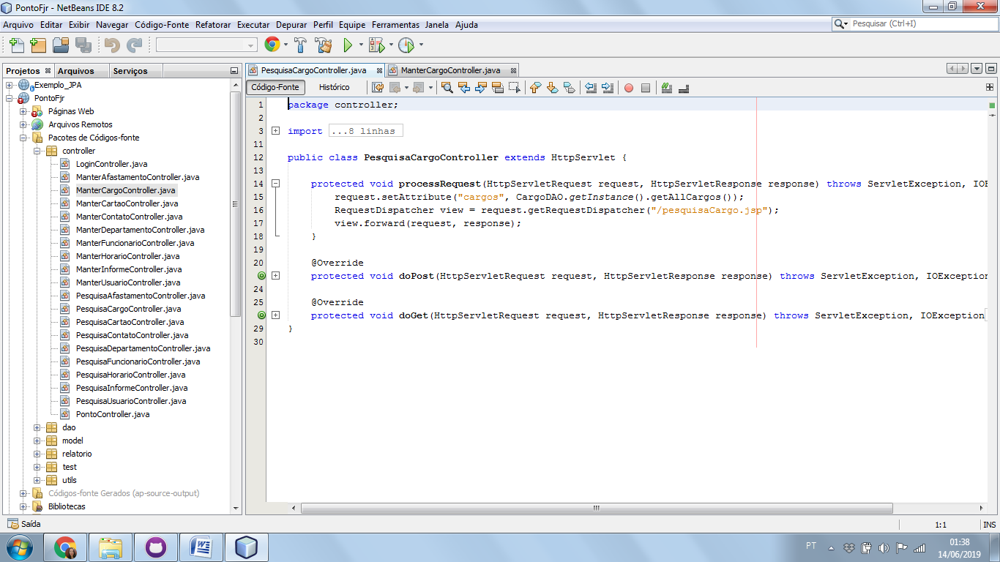 PontoFjr - NetBeans IDE 8.2
Arquivo Editar Exibir Navegar Código-Fonte Refatorar Executar Depurar Perfil Equipe Ferramentas Janela Ajuda
Pesquisar (Ctrl+I)
Projetos Arquivos Serviços
Exemplo_JPA
PontoFjr
Páginas Web
Arquivos Remotos
Pacotes de Códigos-fonte
controller
LoginController.java
ManterAfastamentoController.java
ManterCargoController.java
ManterCartaoController.java
ManterContatoController.java
ManterDepartamentoController.java
ManterFuncionarioController.java
ManterHorarioController.java
ManterInformeController.java
ManterUsuarioController.java
PesquisaAfastamentoController.java
PesquisaCargoController.java
PesquisaCartaoController.java
PesquisaContatoController.java
PesquisaDepartamentoController.java
PesquisaFuncionarioController.java
PesquisaHorarioController.java
PesquisaInformeController.java
PesquisaUsuarioController.java
PontoController.java
dao
model
relatorio
test
utils
Códigos-fonte Gerados (ap-source-output)
Bibliotecas
PesquisaCargoController.java ManterCargoController.java
Código-Fonte Histórico
1 package controller;
2
3 import ...8 linhas
11
12 public class PesquisaCargoController extends HttpServlet {
13
14 protected void processRequest(HttpServletRequest request, HttpServletResponse response) throws ServletException, IOE
15 request.setAttribute("cargos", CargoDAO.getInstance().getAllCargos());
16 RequestDispatcher view = request.getRequestDispatcher("/pesquisaCargo.jsp");
17 view.forward(request, response);
18 }
19
20 @Override
protected void doPost(HttpServletRequest request, HttpServletResponse response) throws ServletException, IOException
24
25 @Override
protected void doGet(HttpServletRequest request, HttpServletResponse response) throws ServletException, IOException
29 }
30
Saída
1:1 INS
PT
01:38
14/06/2019